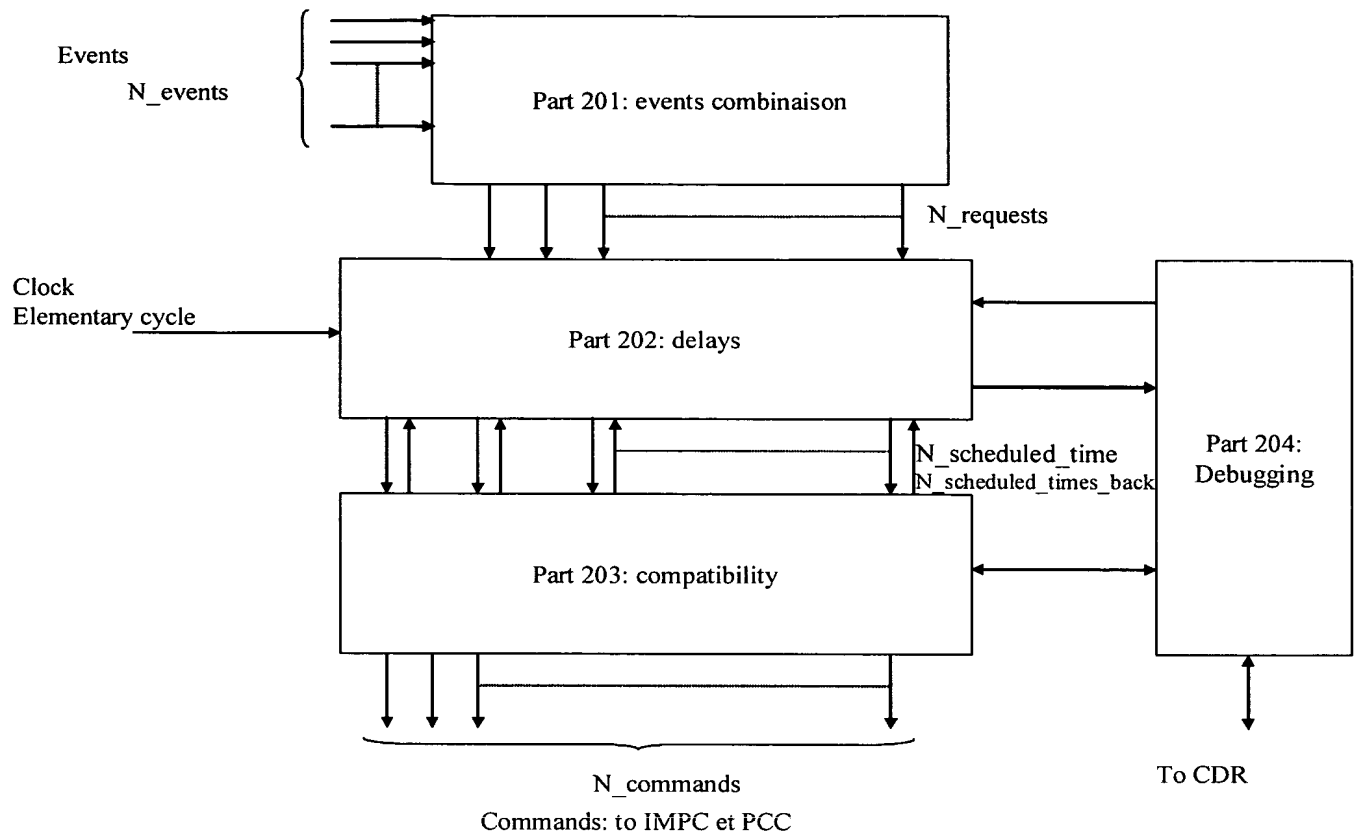 Events
N_events
Part 201: events combinaison
N_requests
Clock
Elementary cycle
Part 202: delays
N_scheduled_time
N_scheduled_times_back
Part 204:
Debugging
Part 203: compatibility
N_commands
Commands: to IMPC et PCC
To CDR